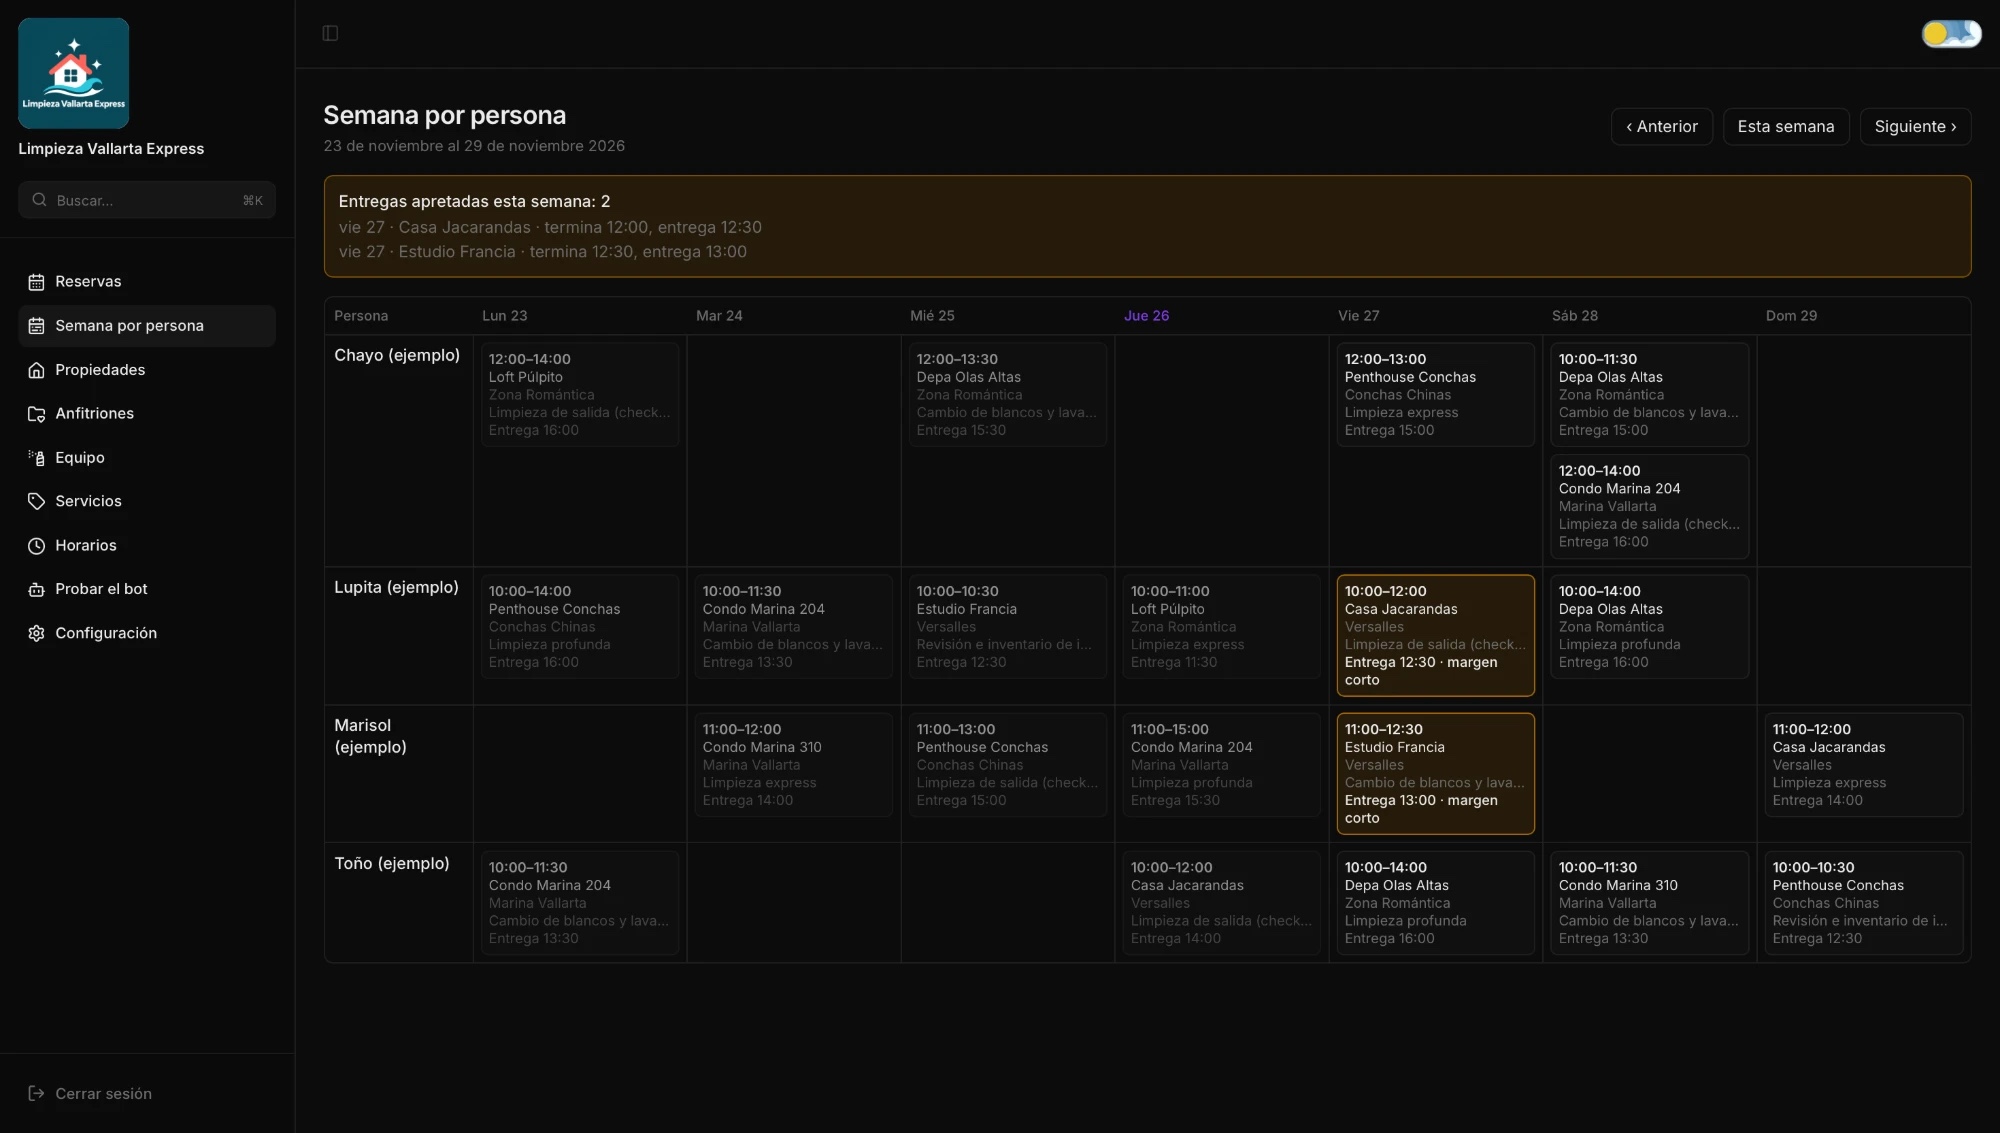 Limpieza Vallarta Express
Limpieza Vallarta Express
Buscar... ⌘K
Reservas
Semana por persona
Propiedades
Anfitriones
Equipo
Servicios
Horarios
Probar el bot
Configuración
Cerrar sesión
Semana por persona
23 de noviembre al 29 de noviembre 2026
‹ Anterior
Esta semana
Siguiente ›
Entregas apretadas esta semana: 2
vie 27 · Casa Jacarandas · termina 12:00, entrega 12:30
vie 27 · Estudio Francia · termina 12:30, entrega 13:00
Persona Lun 23 Mar 24 Mié 25 Jue 26 Vie 27 Sáb 28 Dom 29
Chayo (ejemplo)
12:00–14:00
Loft Púlpito
Zona Romántica
Limpieza de salida (check...
Entrega 16:00
12:00–13:30
Depa Olas Altas
Zona Romántica
Cambio de blancos y lava...
Entrega 15:30
12:00–13:00
Penthouse Conchas
Conchas Chinas
Limpieza express
Entrega 15:00
10:00–11:30
Depa Olas Altas
Zona Romántica
Cambio de blancos y lava...
Entrega 15:00
12:00–14:00
Condo Marina 204
Marina Vallarta
Limpieza de salida (check...
Entrega 16:00
Lupita (ejemplo)
10:00–14:00
Penthouse Conchas
Conchas Chinas
Limpieza profunda
Entrega 16:00
10:00–11:30
Condo Marina 204
Marina Vallarta
Cambio de blancos y lava...
Entrega 13:30
10:00–10:30
Estudio Francia
Versalles
Revisión e inventario de i...
Entrega 12:30
10:00–11:00
Loft Púlpito
Zona Romántica
Limpieza express
Entrega 11:30
10:00–12:00
Casa Jacarandas
Versalles
Limpieza de salida (check...
Entrega 12:30 · margen
corto
10:00–14:00
Depa Olas Altas
Zona Romántica
Limpieza profunda
Entrega 16:00
Marisol
(ejemplo)
11:00–12:00
Condo Marina 310
Marina Vallarta
Limpieza express
Entrega 14:00
11:00–13:00
Penthouse Conchas
Conchas Chinas
Limpieza de salida (check...
Entrega 15:00
11:00–15:00
Condo Marina 204
Marina Vallarta
Limpieza profunda
Entrega 15:30
11:00–12:30
Estudio Francia
Versalles
Cambio de blancos y lava...
Entrega 13:00 · margen
corto
11:00–12:00
Casa Jacarandas
Versalles
Limpieza express
Entrega 14:00
Toño (ejemplo)
10:00–11:30
Condo Marina 204
Marina Vallarta
Cambio de blancos y lava...
Entrega 13:30
10:00–12:00
Casa Jacarandas
Versalles
Limpieza de salida (check...
Entrega 14:00
10:00–14:00
Depa Olas Altas
Zona Romántica
Limpieza profunda
Entrega 16:00
10:00–11:30
Condo Marina 310
Marina Vallarta
Cambio de blancos y lava...
Entrega 13:30
10:00–10:30
Penthouse Conchas
Conchas Chinas
Revisión e inventario de i...
Entrega 12:30